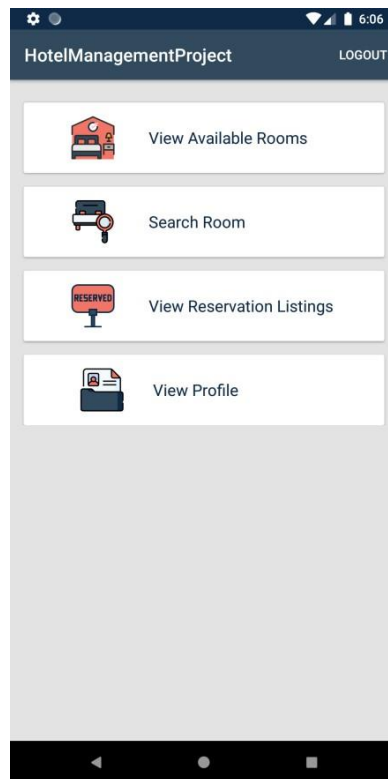 6:06
HotelManagementProject LOGOUT
View Available Rooms
Search Room
RESERVED
View Reservation Listings
View Profile